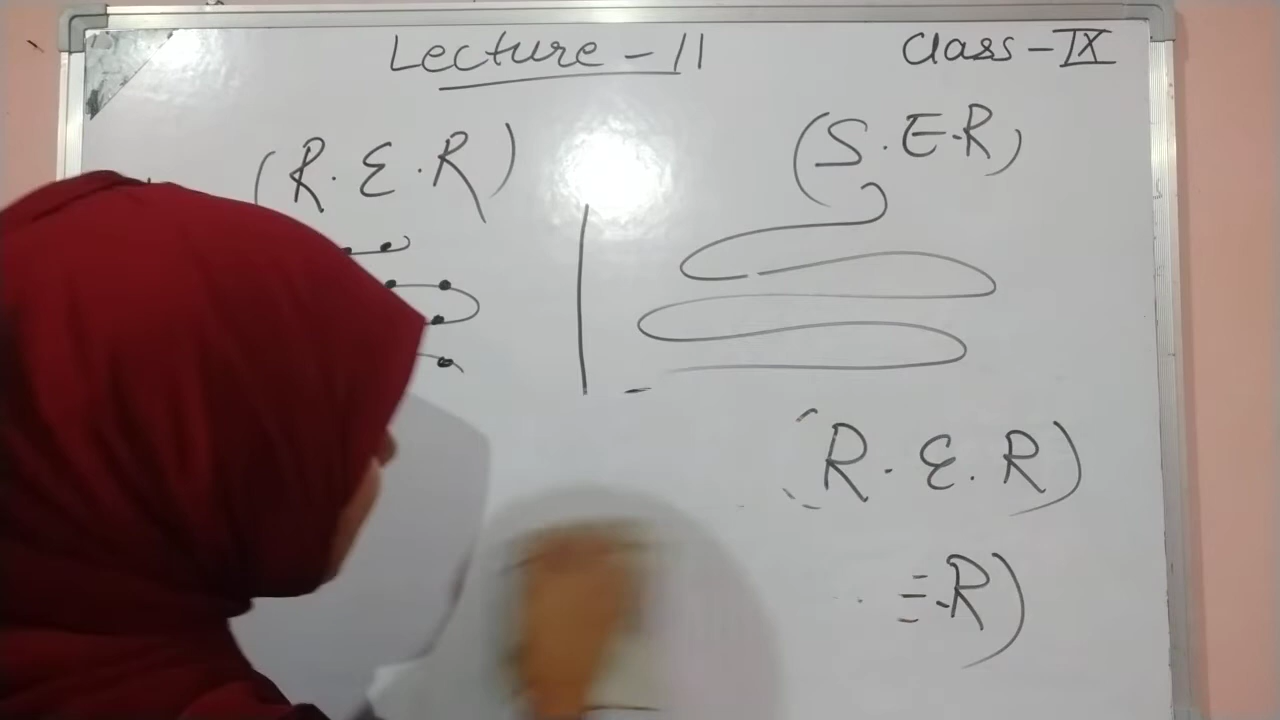 Lecture - 11 Class - IX
(R.E.R) (S.E.R)
R.E.R)
R)